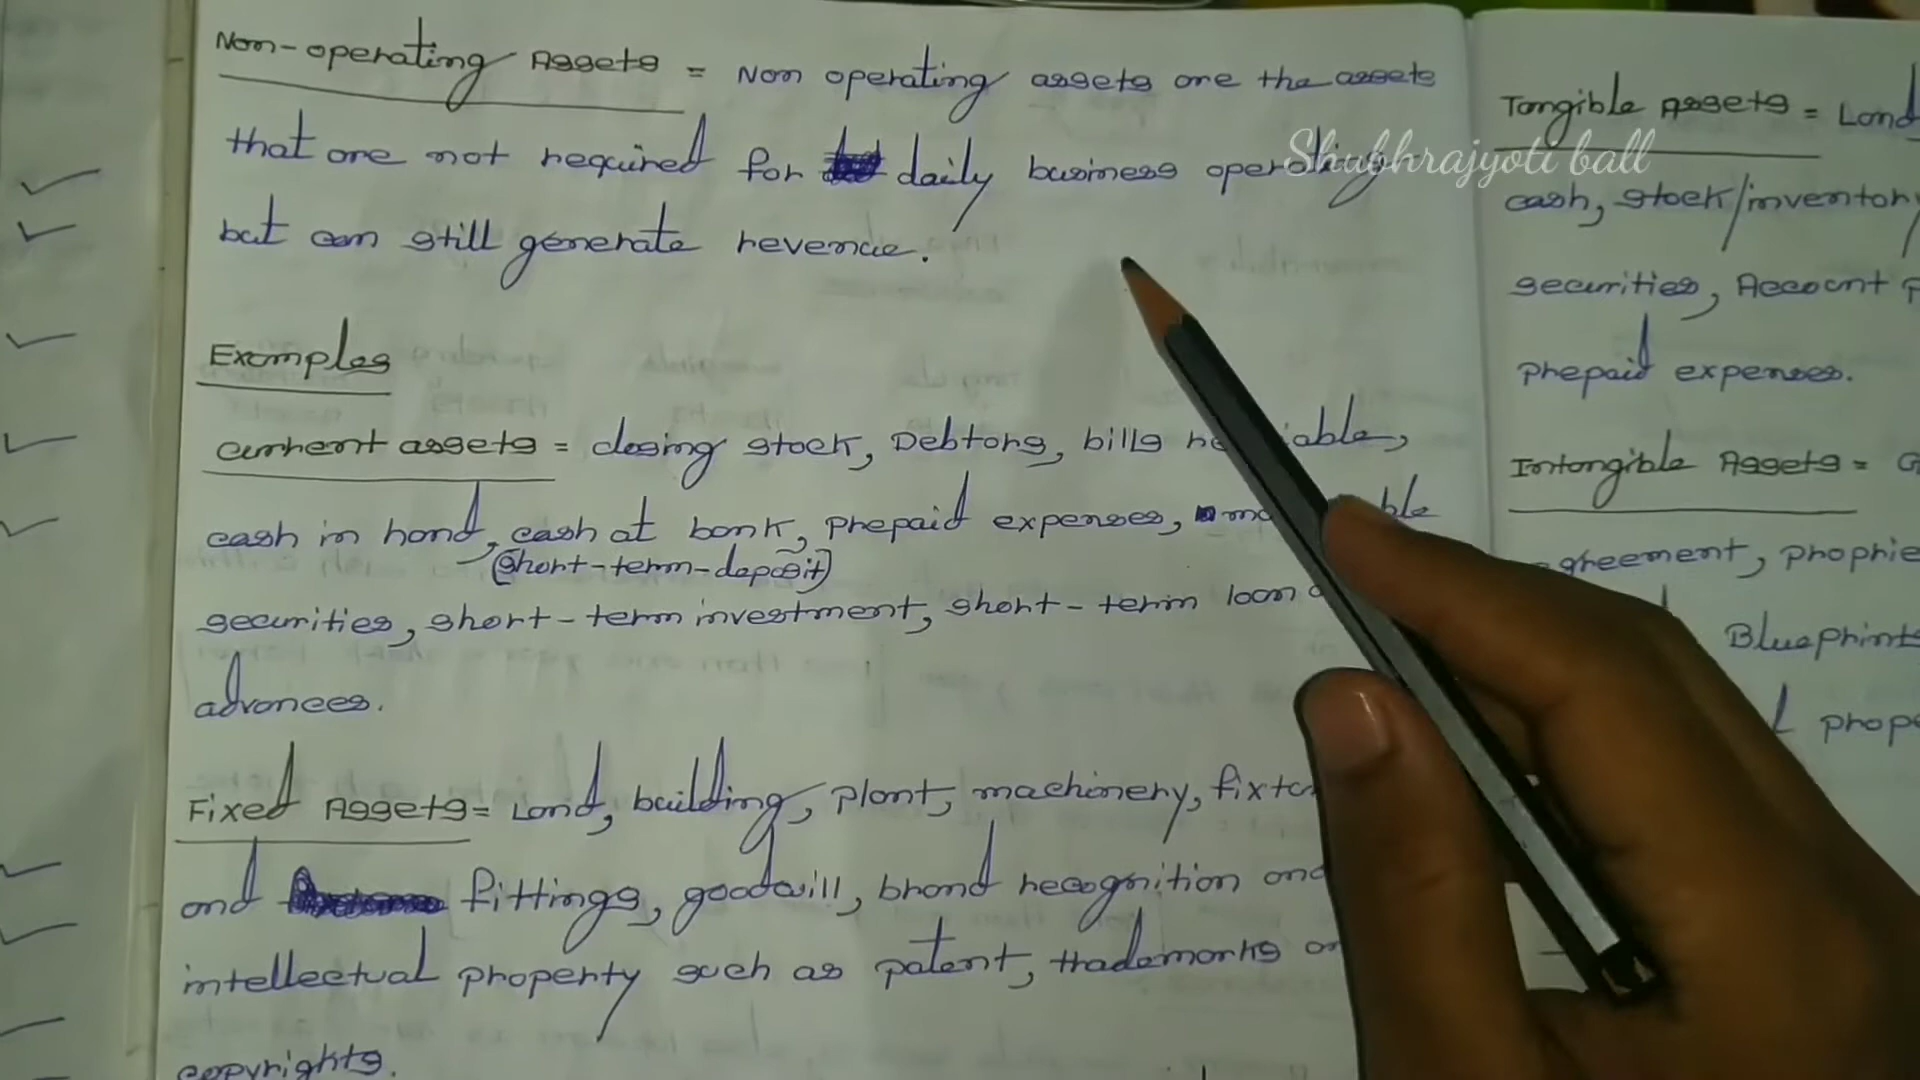 Non-operating Assets = Non operating assets are the assets
that are not required for daily business operating
but can still generate revenue.
Examples
current assets = closing stock, Debtors, bills
cash in hand, cash at bank, prepaid expenses,
(short-term-deposit)
securities, short-term investment, short-term loan
advances.
Fixed Assets = Land, building, plant, machinery,
and fittings, goodwill, brand recognition and
intellectual property such as patent, trademarks
copyrights.
Tangible Assets = Land
cash, stock/inventory
securities, Account
prepaid expenses.
Intangible Assets =
agreement,
Blueprints
Shubhrajyoti ball